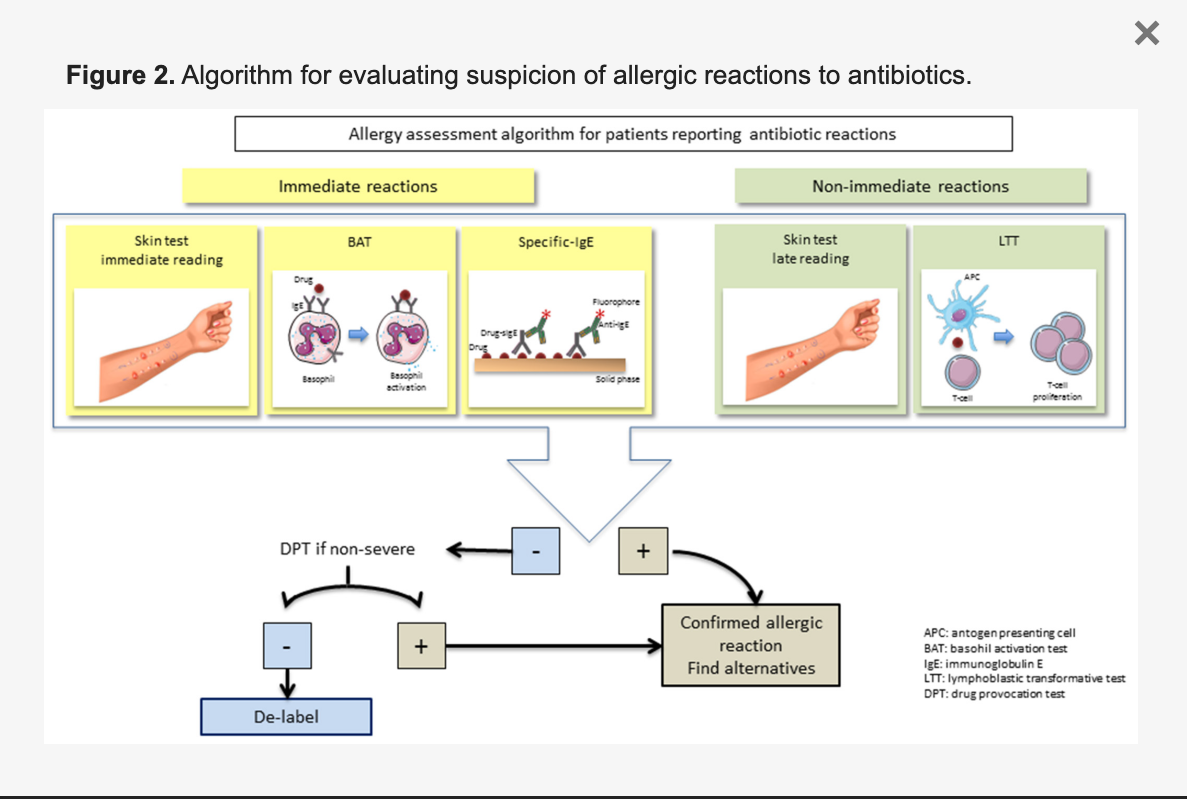 Figure 2. Algorithm for evaluating suspicion of allergic reactions to antibiotics.
Allergy assessment algorithm for patients reporting antibiotic reactions
Immediate reactions
Non-immediate reactions
Skin test
immediate reading
BAT
Drug
IgE
Basophil
Basophil
activation
Specific-IgE
Fluorophore
Anti-IgE
Drug-sIgE
Drug
Solid phase
Skin test
late reading
LTT
APC
T-cell
T-cell
proliferation
DPT if non-severe
-
+
-
+
Confirmed allergic
reaction
Find alternatives
De-label
APC: antogen presenting cell
BAT: basohil activation test
IgE: immunoglobulin E
LTT: lymphoblastic transformative test
DPT: drug provocation test